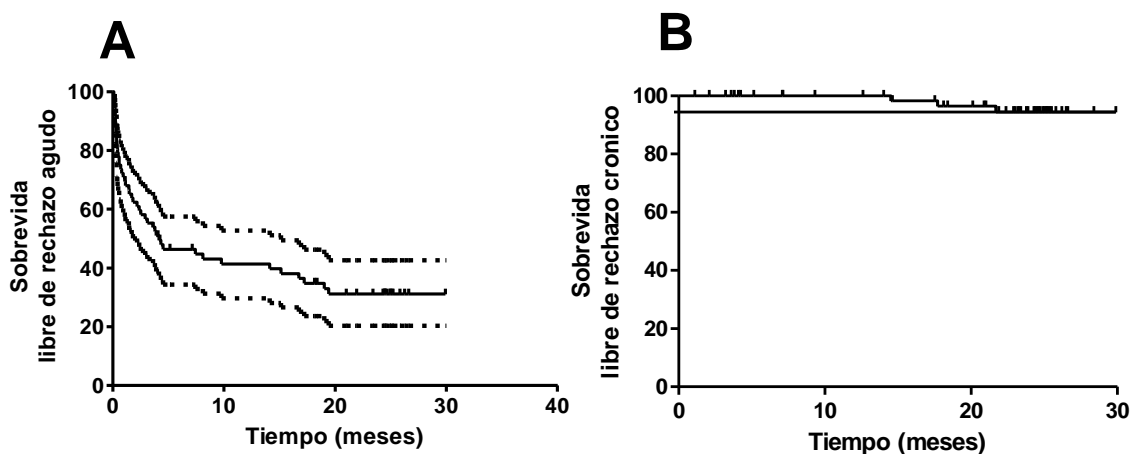 A
Sobrevida
libre de rechazo agudo
100
80
60
40
20
0
0 10 20 30 40
Tiempo (meses)
B
Sobrevida
libre de rechazo cronico
100
80
60
40
20
0
0 10 20 30
Tiempo (meses)